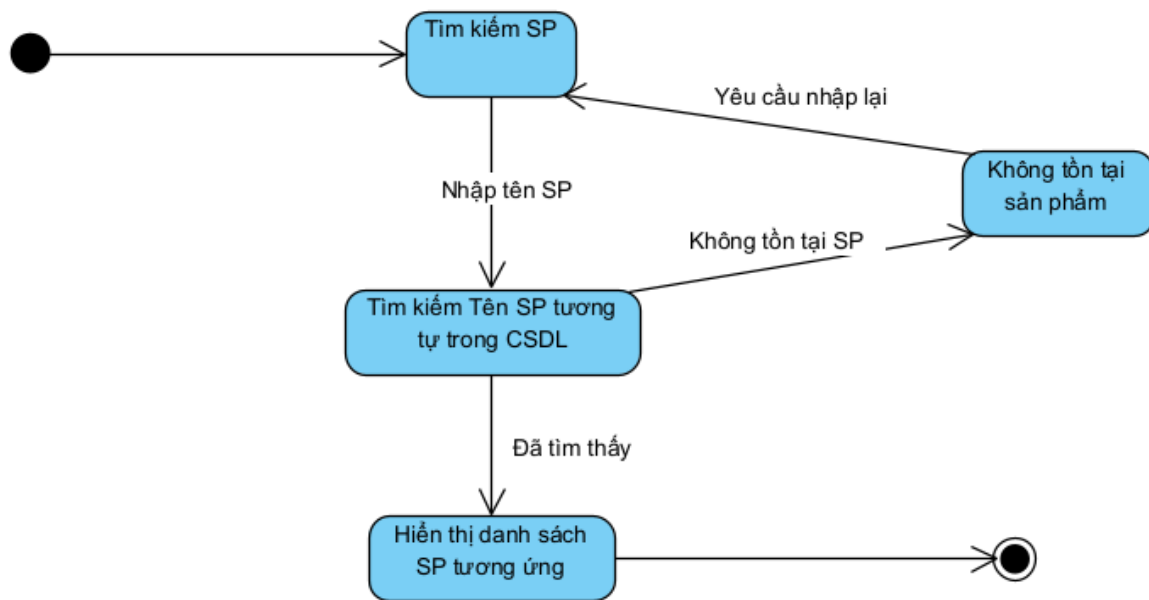 Tìm kiếm SP
Yêu cầu nhập lại
Không tồn tại
sản phẩm
Nhập tên SP
Không tồn tại SP
Tìm kiếm Tên SP tương
tự trong CSDL
Đã tìm thấy
Hiển thị danh sách
SP tương ứng